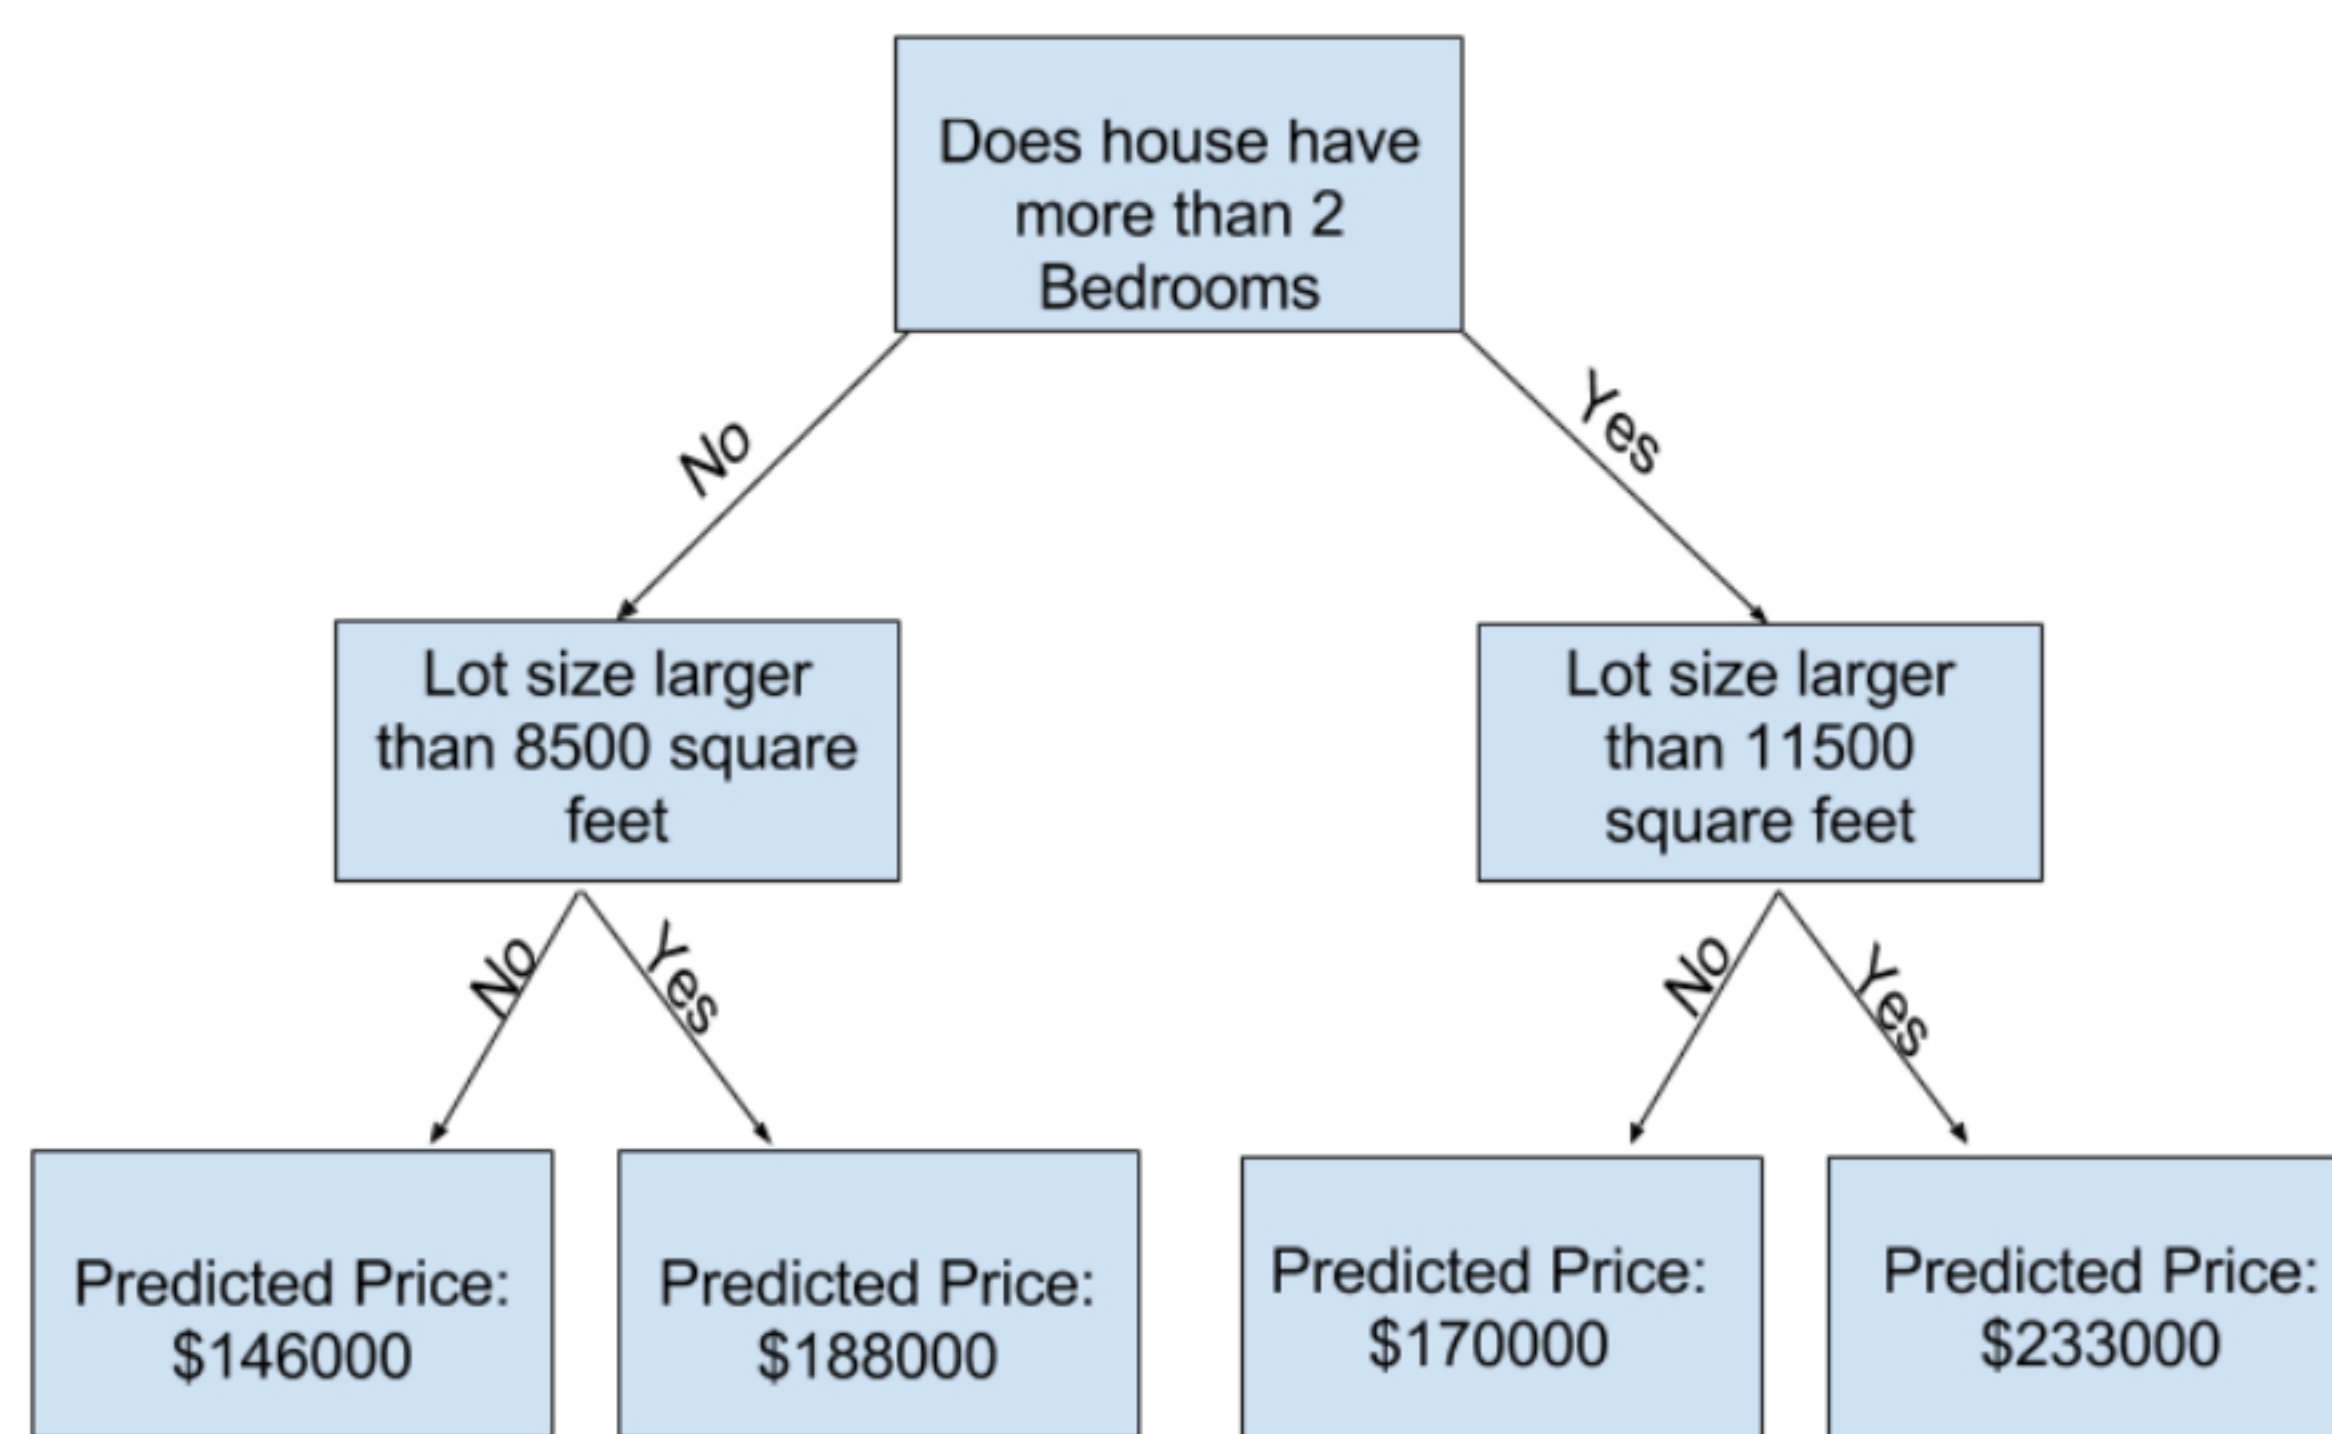 Does house have
more than 2
Bedrooms
No
Yes
Lot size larger
than 8500 square
feet
Lot size larger
than 11500
square feet
No
Yes
No
Yes
Predicted Price:
$146000
Predicted Price:
$188000
Predicted Price:
$170000
Predicted Price:
$233000